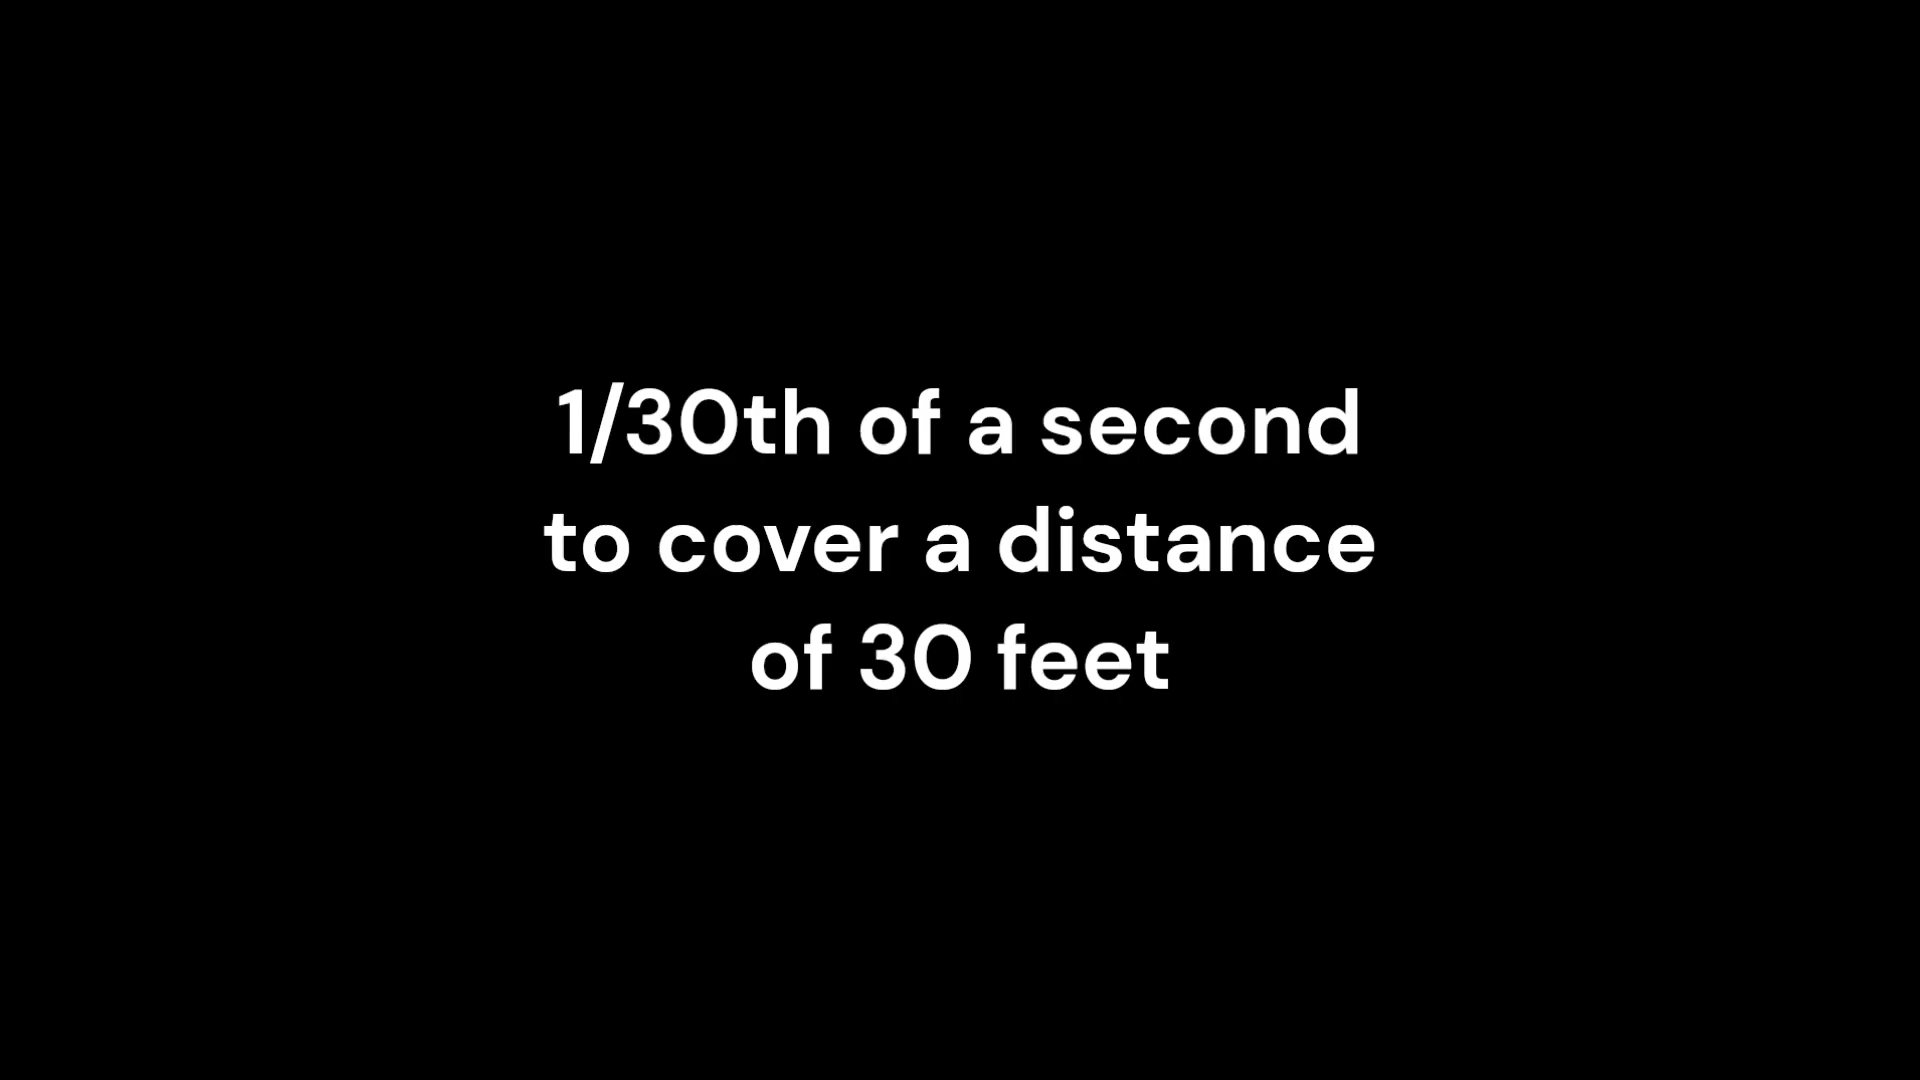 1/30th of a second
to cover a distance
of 30 feet